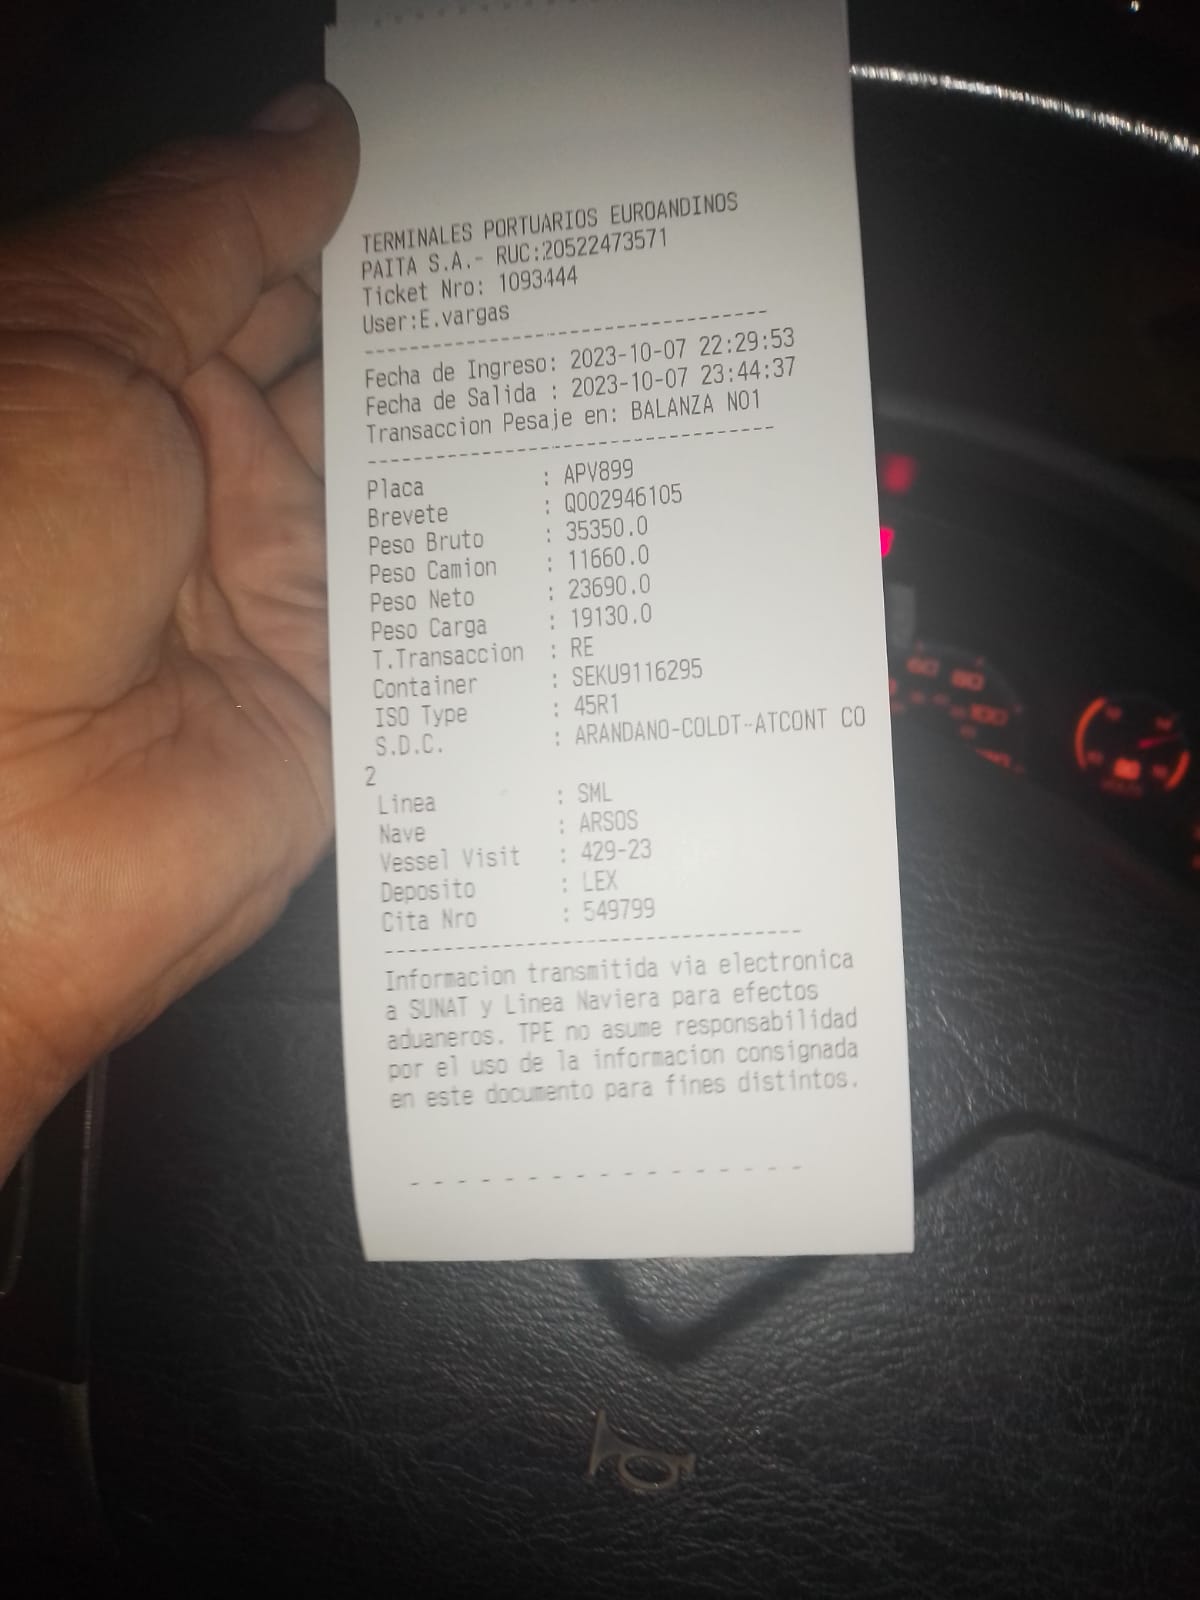 TERMINALES PORTUARIOS EUROANDINOS
PAITA S.A.- RUC:20522473571
Ticket Nro: 1093444
User:E.vargas
----------------------------------
Fecha de Ingreso: 2023-10-07 22:29:53
Fecha de Salida : 2023-10-07 23:44:37
Transaccion Pesaje en: BALANZA NO1
----------------------------------
Placa : APV899
Brevete : Q002946105
Peso Bruto : 35350.0
Peso Camion : 11660.0
Peso Neto : 23690.0
Peso Carga : 19130.0
T.Transaccion : RE
Container : SEKU9116295
ISO Type : 45R1
S.D.C. : ARANDANO-COLDT-ATCONT CO
2
Linea : SML
Nave : ARSOS
Vessel Visit : 429-23
Deposito : LEX
Cita Nro : 549799
----------------------------------
Informacion transmitida via electronica
a SUNAT y Linea Naviera para efectos
aduaneros. TPE no asume responsabilidad
por el uso de la informacion consignada
en este documento para fines distintos.
- - - - - - - - - - - - - - - - -
60 80
100